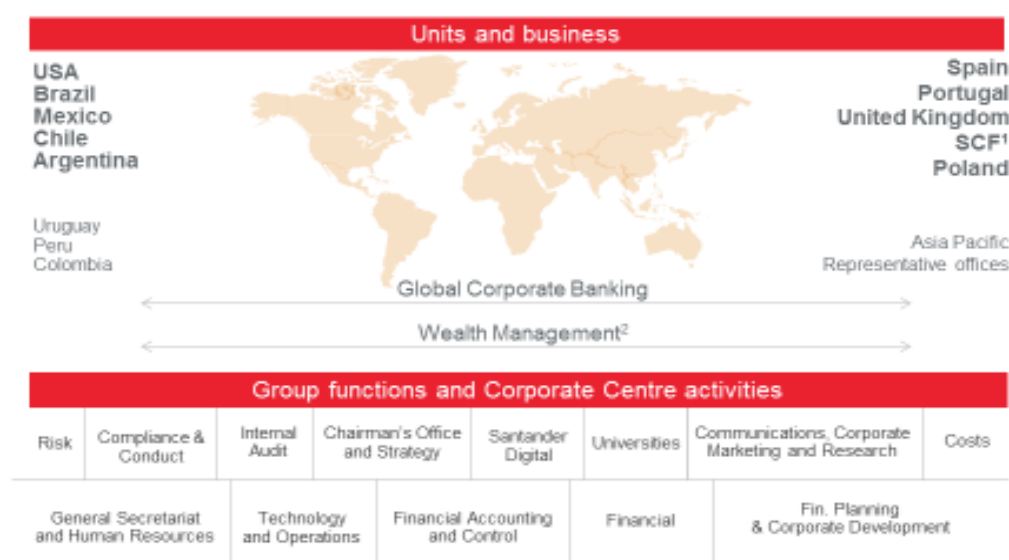 Units and business
USA
Brazil
Mexico
Chile
Argentina
Uruguay
Peru
Colombia
Spain
Portugal
United Kingdom
SCF¹
Poland
Asia Pacific
Representative offices
Global Corporate Banking
Wealth Management²
Group functions and Corporate Centre activities
Risk
Compliance &
Conduct
Internal
Audit
Chairman's Office
and Strategy
Santander
Digital
Universities
Communications, Corporate
Marketing and Research
Costs
General Secretariat
and Human Resources
Technology
and Operations
Financial Accounting
and Control
Financial
Fin. Planning
& Corporate Development